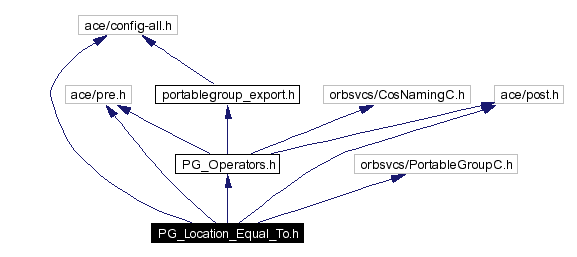 ace/config-all.h
ace/pre.h
portablegroup_export.h
orbsvcs/CosNamingC.h
ace/post.h
PG_Operators.h
orbsvcs/PortableGroupC.h
PG_Location_Equal_To.h